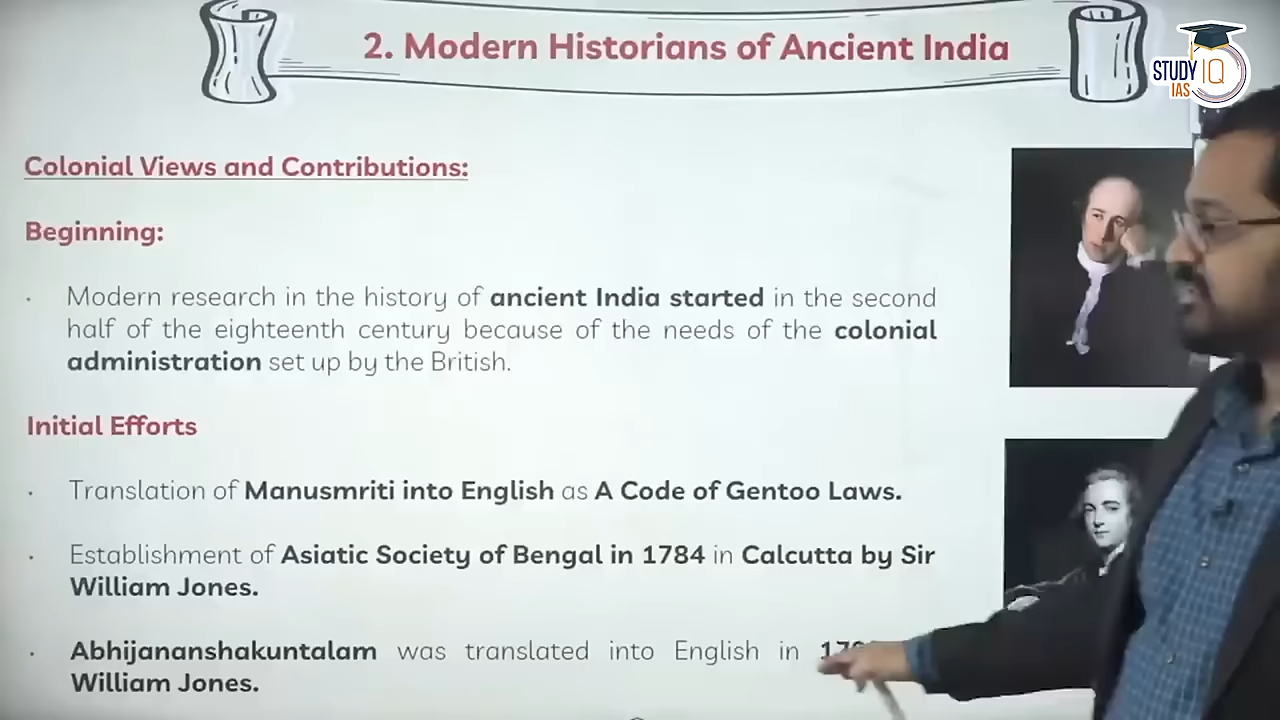 2. Modern Historians of Ancient India
STUDY IQ
IAS
Colonial Views and Contributions:
Beginning:
· Modern research in the history of ancient India started in the second
half of the eighteenth century because of the needs of the colonial
administration set up by the British.
Initial Efforts
· Translation of Manusmriti into English as A Code of Gentoo Laws.
· Establishment of Asiatic Society of Bengal in 1784 in Calcutta by Sir
William Jones.
· Abhijananshakuntalam was translated into English in
William Jones.